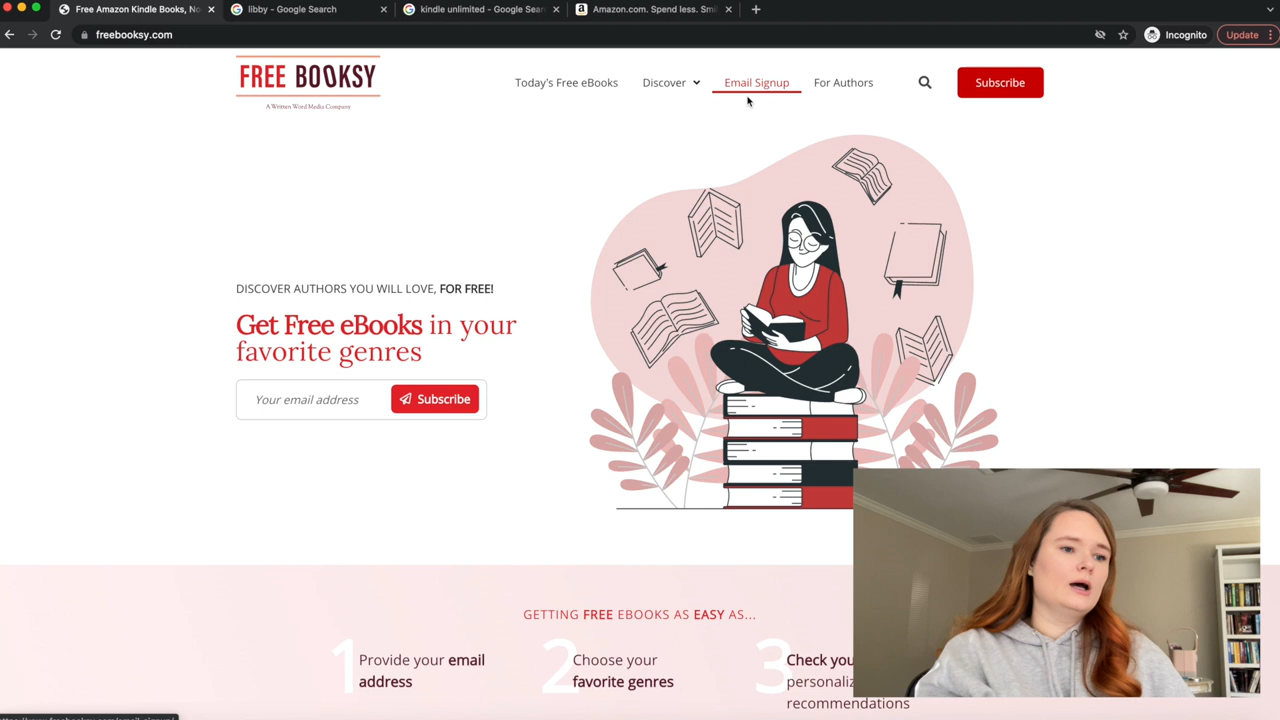 Free Amazon Kindle Books, No
libby - Google Search
kindle unlimited - Google Sear
Amazon.com. Spend less. Smil
freebooksy.com
Incognito
Update
FREE BOOKSY
A Written Word Media Company
Today's Free eBooks
Discover
Email Signup
For Authors
Subscribe
DISCOVER AUTHORS YOU WILL LOVE, FOR FREE!
Get Free eBooks in your
favorite genres
Your email address
Subscribe
GETTING FREE EBOOKS AS EASY AS...
1
Provide your email
address
2
Choose your
favorite genres
3
Check you
personaliz
recommendations